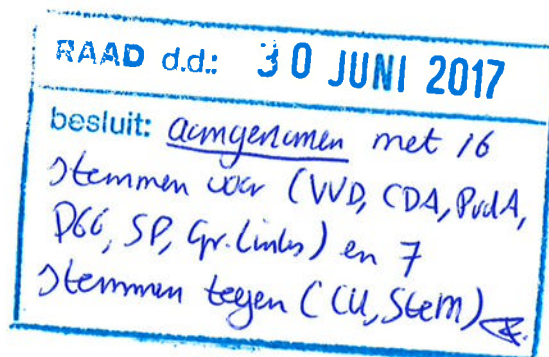 RAAD d.d.: 30 JUNI 2017
besluit: aangenomen met 16
stemmen voor (VVD, CDA, PvdA,
D66, SP, Gr.Links) en 7
stemmen tegen (CU, SteM)